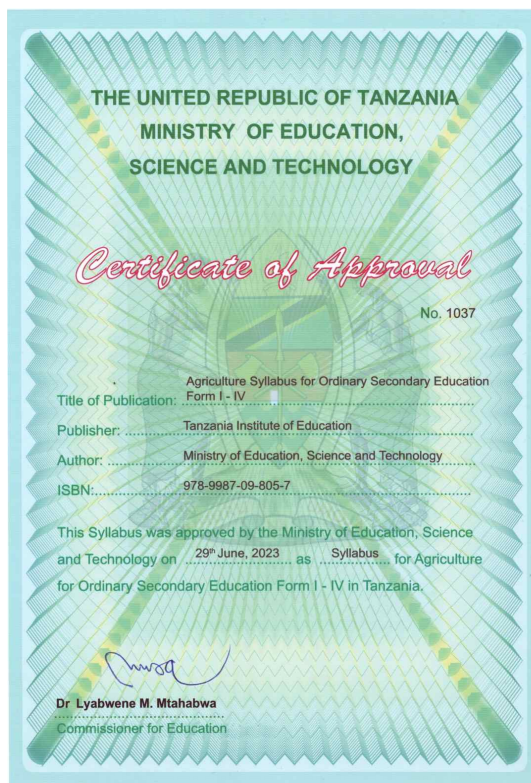 THE UNITED REPUBLIC OF TANZANIA
MINISTRY OF EDUCATION,
SCIENCE AND TECHNOLOGY
Certificate of Approval
No. 1037
Title of Publication: Agriculture Syllabus for Ordinary Secondary Education
Form I - IV
Publisher: Tanzania Institute of Education
Author: Ministry of Education, Science and Technology
ISBN: 978-9987-09-805-7
This Syllabus was approved by the Ministry of Education, Science
and Technology on 29th June, 2023 as Syllabus for Agriculture
for Ordinary Secondary Education Form I - IV in Tanzania.
Dr Lyabwene M. Mtahabwa
Commissioner for Education